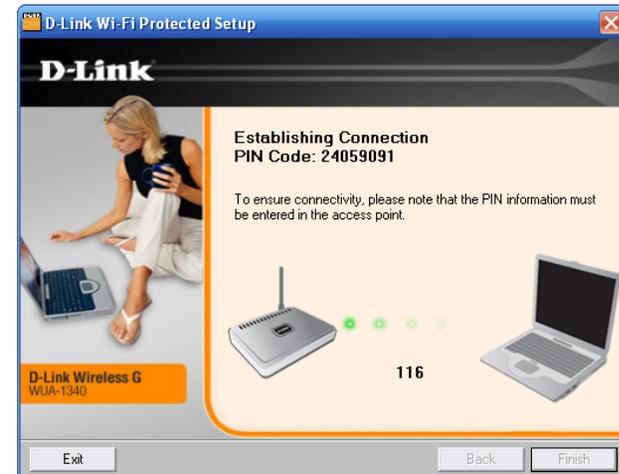 D-Link Wi-Fi Protected Setup
D-Link
Establishing Connection
PIN Code: 24059091
To ensure connectivity, please note that the PIN information must
be entered in the access point.
116
D-Link Wireless G
WUA-1340
Exit
Back
Finish